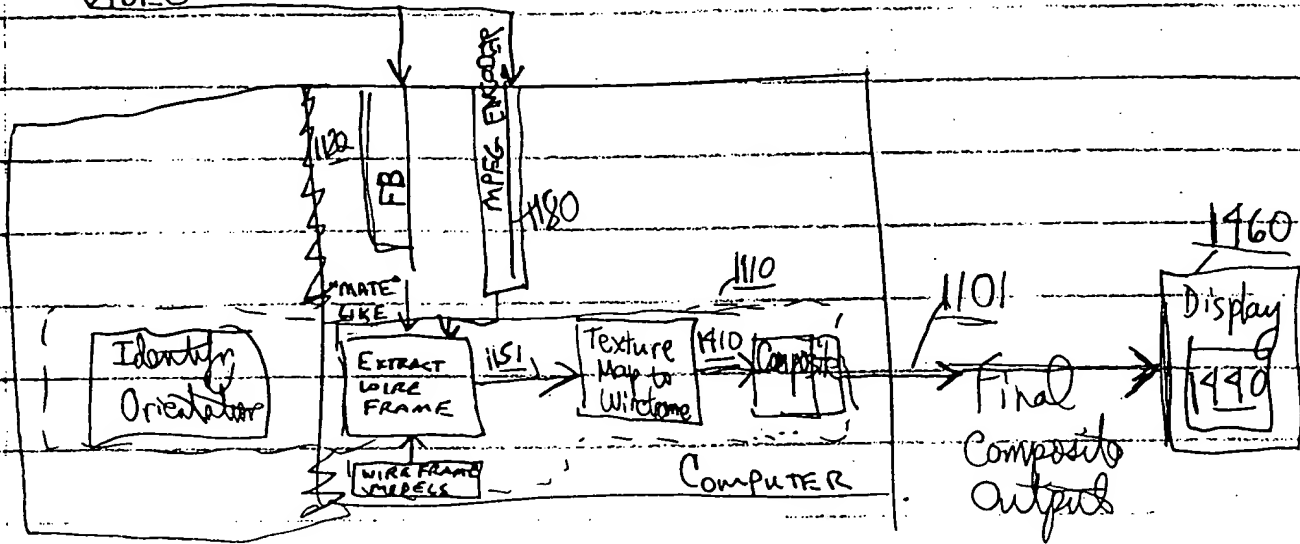 VIDEO
1120
FB
MPEG ENCODER
1180
"MATE"
LIKE
1110
1101
1460
Display
1440
Identify
Orientation
EXTRACT
WIRE
FRAME
1151
Texture
Map to
Wireframe
1410
Composite
Final
Composite
Output
WIRE FRAME
MODELS
COMPUTER